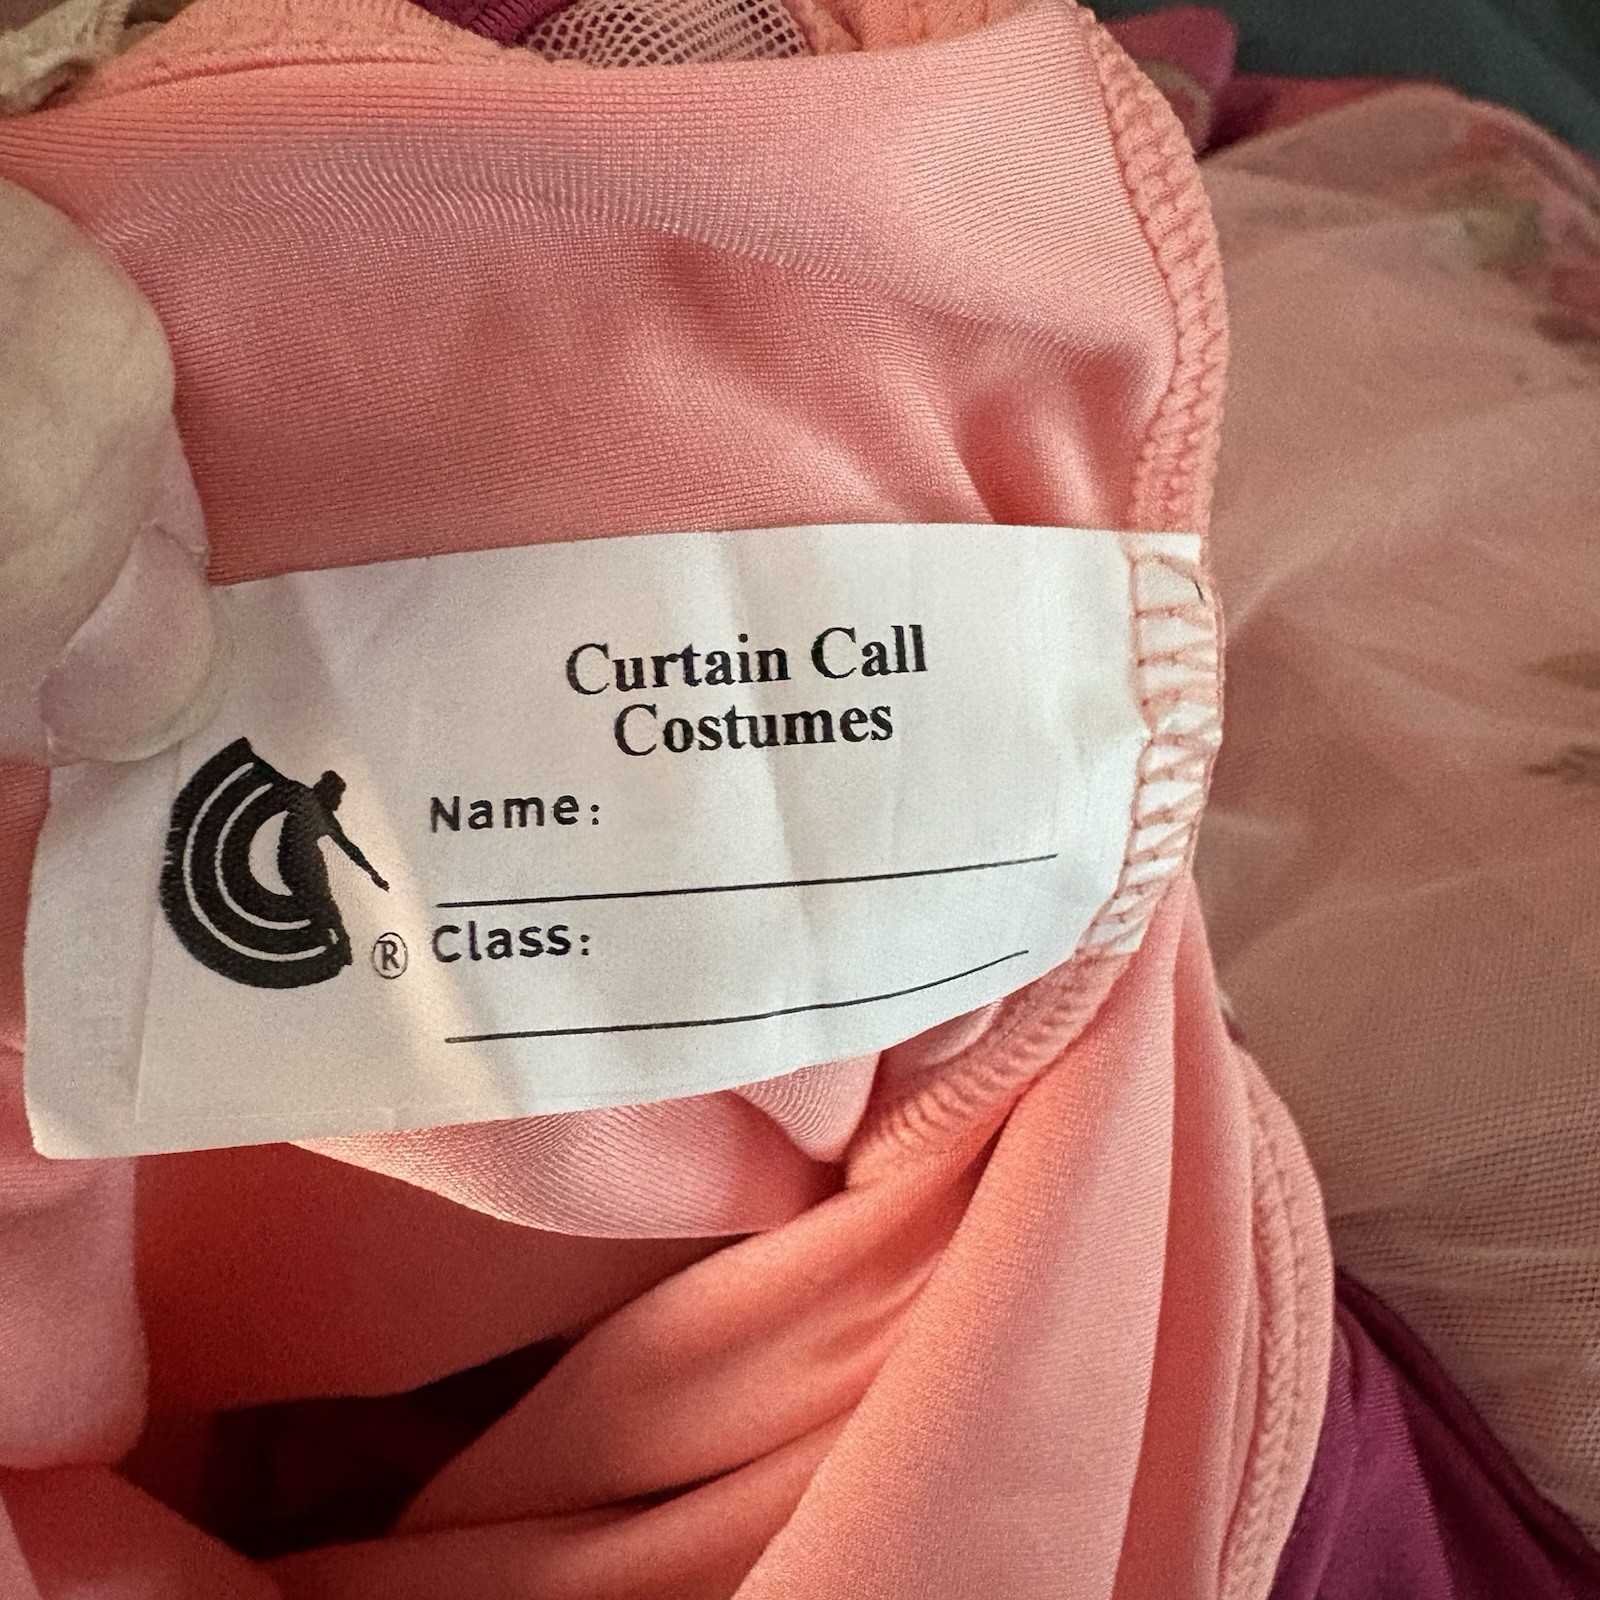 Curtain Call
Costumes
Name:
® Class: